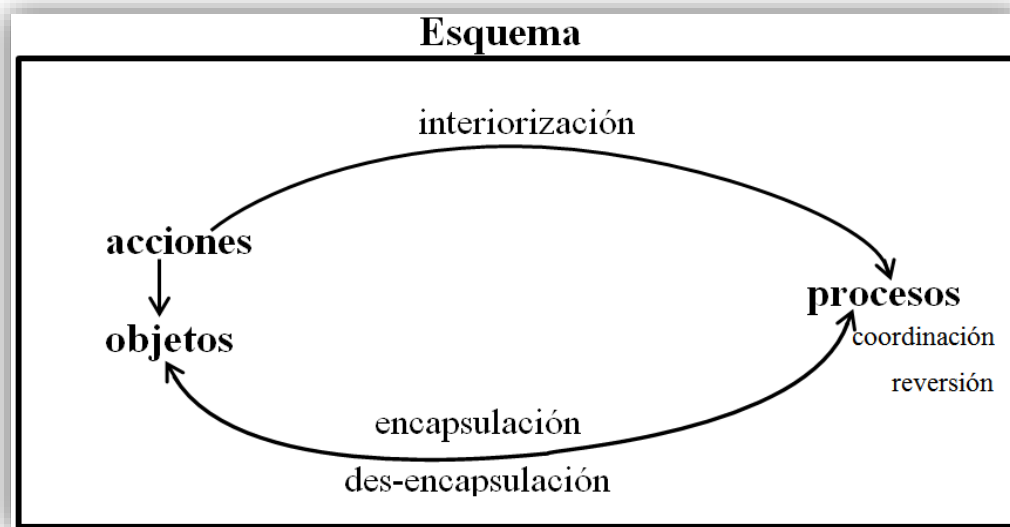 Esquema
interiorización
acciones
procesos
objetos
coordinación
reversión
encapsulación
des-encapsulación